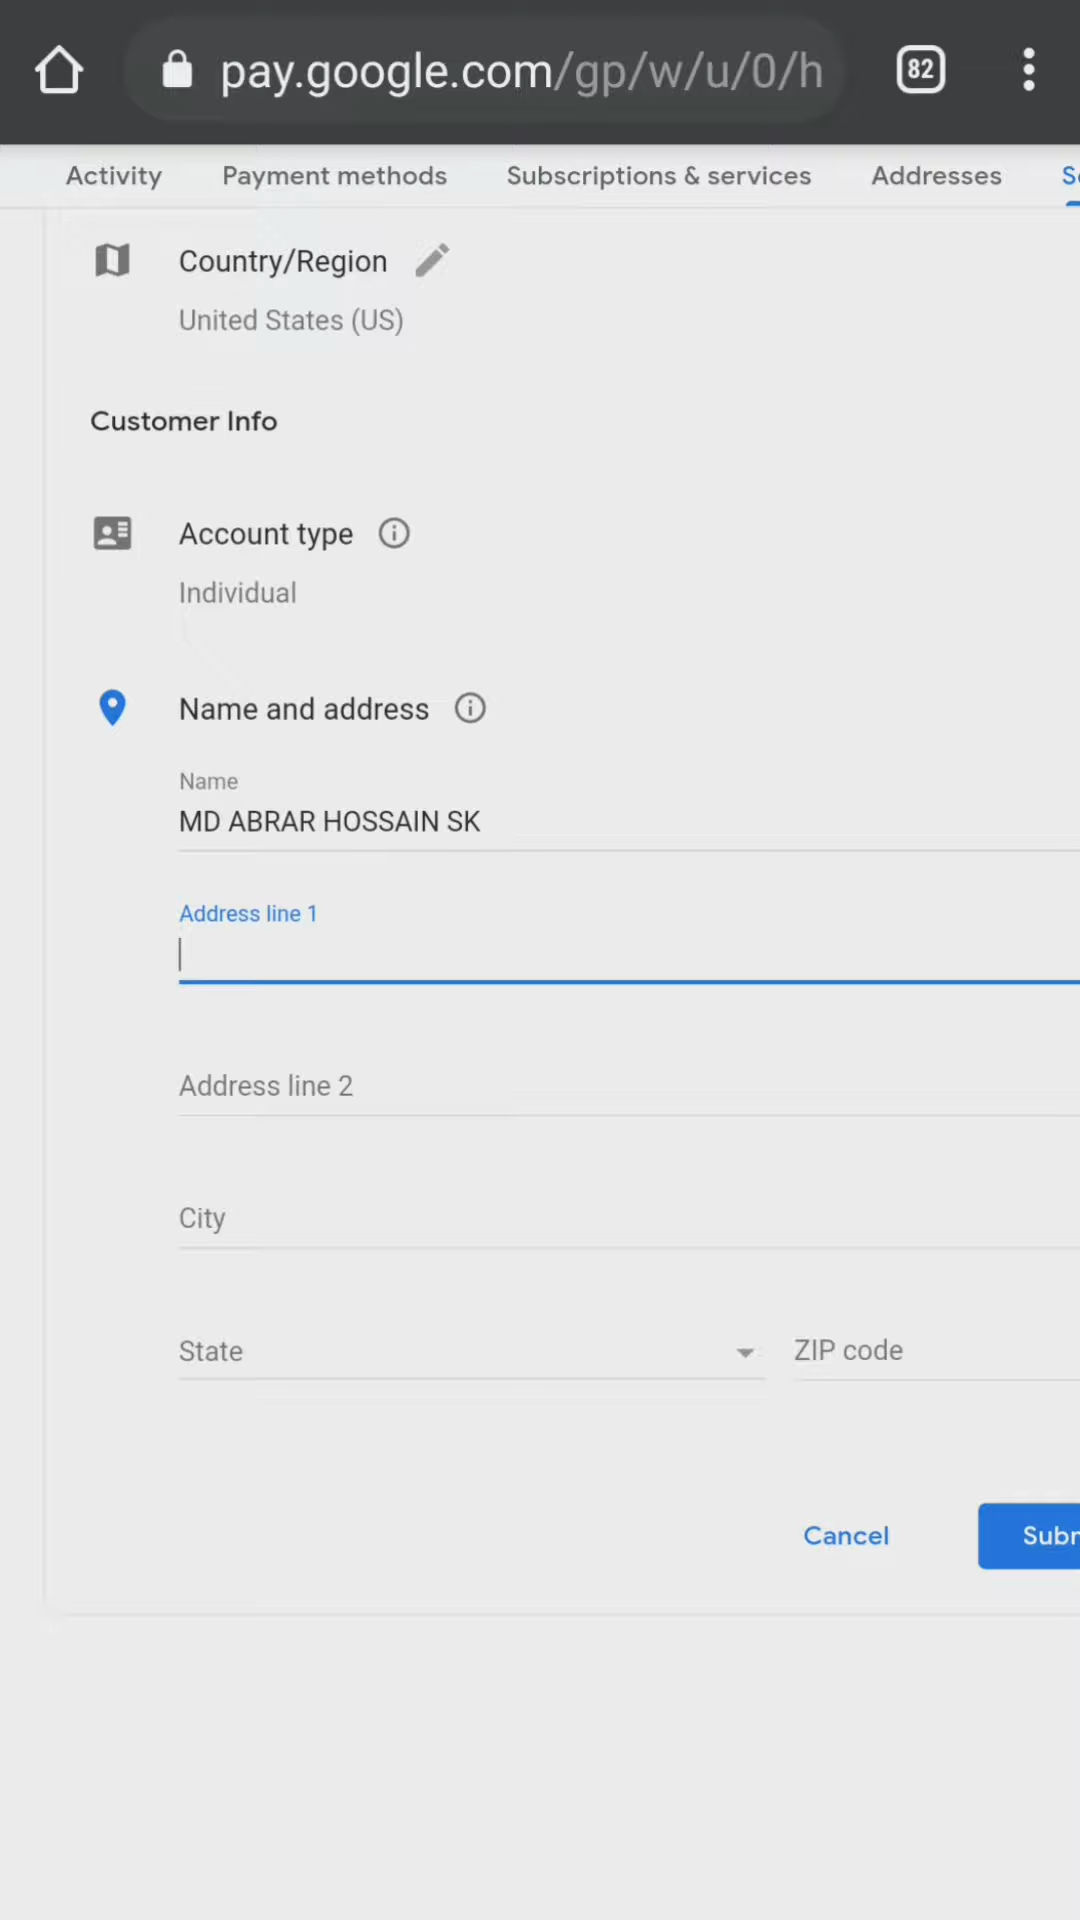 pay.google.com/gp/w/u/0/h
82
Activity Payment methods Subscriptions & services Addresses
Country/Region
United States (US)
Customer Info
Account type
Individual
Name and address
Name
MD ABRAR HOSSAIN SK
Address line 1
Address line 2
City
State ZIP code
Cancel